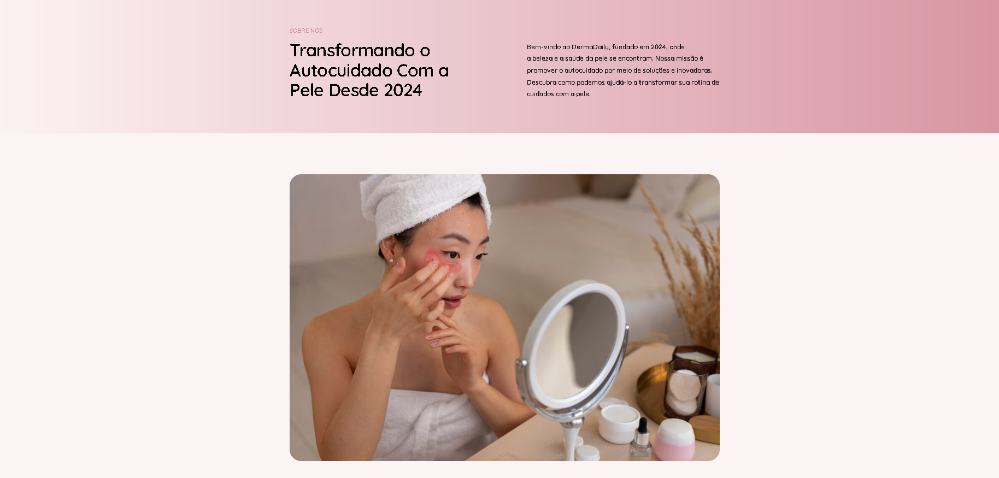 SOBRE NÓS
Transformando o
Autocuidado Com a
Pele Desde 2024
Bem-vindo ao DermaDaily, fundado em 2024, onde
a beleza e a saúde da pele se encontram. Nossa missão é
promover o autocuidado por meio de soluções e inovadoras.
Descubra como podemos ajudá-lo a transformar sua rotina de
cuidados com a pele.